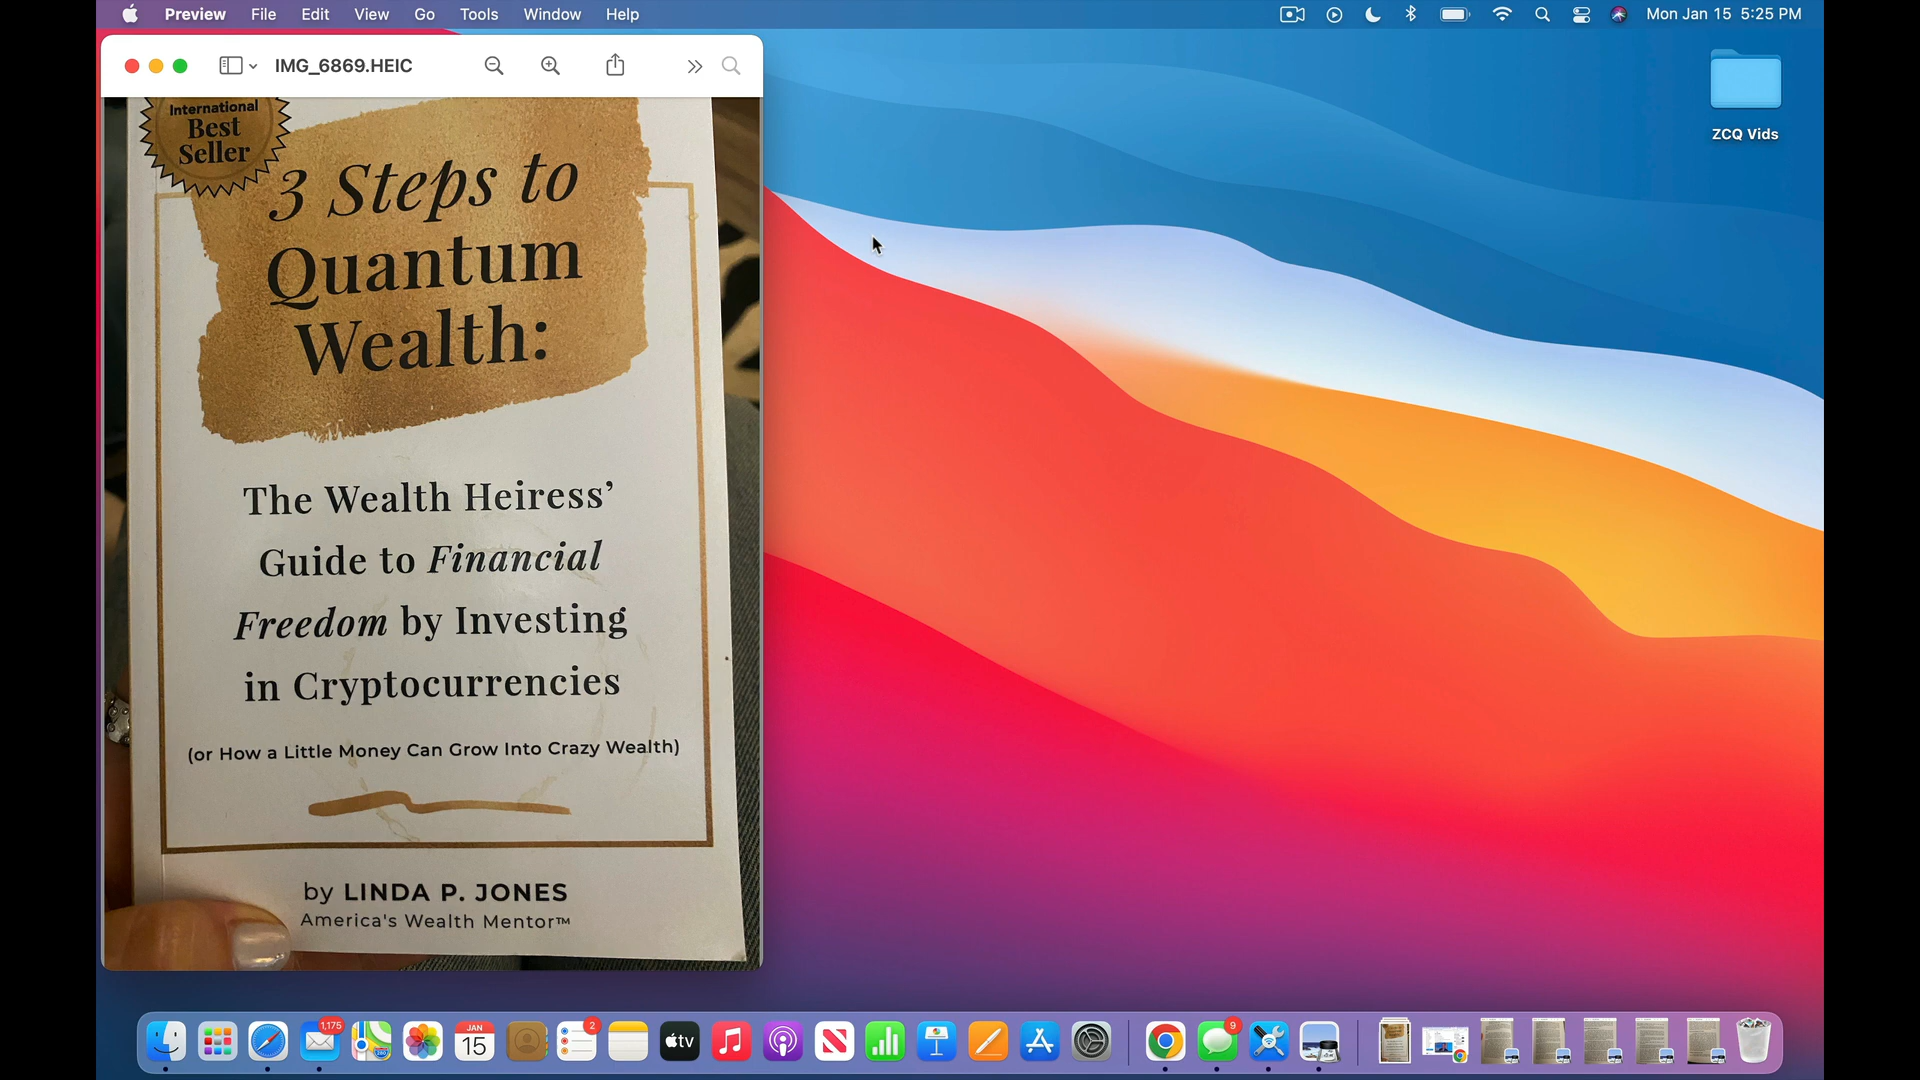 Preview File Edit View Go Tools Window Help
Mon Jan 15 5:25 PM
IMG_6869.HEIC
ZCQ Vids
International
Best
Seller
3 Steps to
Quantum
Wealth:
The Wealth Heiress’
Guide to Financial
Freedom by Investing
in Cryptocurrencies
(or How a Little Money Can Grow Into Crazy Wealth)
by LINDA P. JONES
America's Wealth Mentor™
1,175
JAN
15
2
tv
9